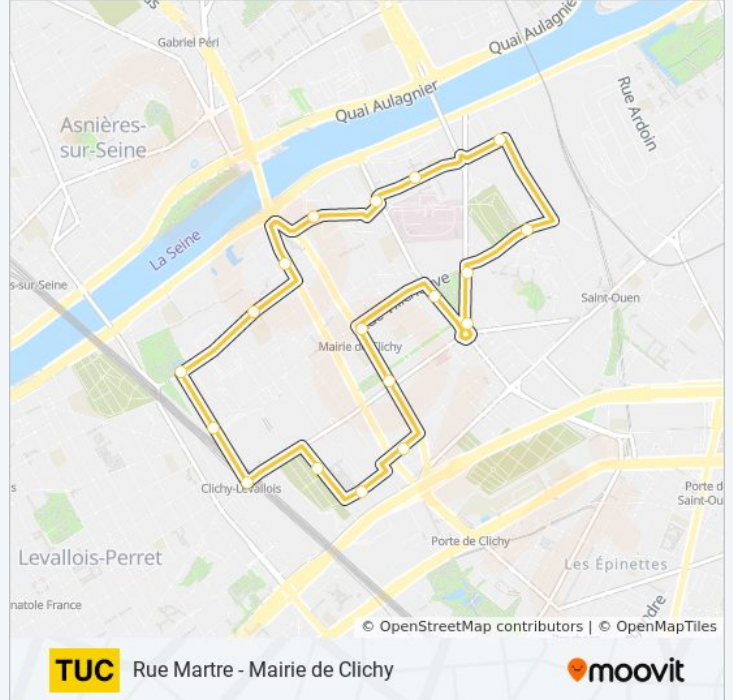 Gabriel Péri
Quai Aulagnier
Quai Aulagnier
Rue Ardoin
Asnières-
sur-Seine
La Seine
s-sur-Seine
Saint-Ouen
Mairie de Clichy
Clichy-Levallois
Porte d
Saint-Ou
Porte de Clichy
Levallois-Perret
Les Épinettes
natole France
© OpenStreetMap contributors | © OpenMapTiles
TUC Rue Martre - Mairie de Clichy
moovit